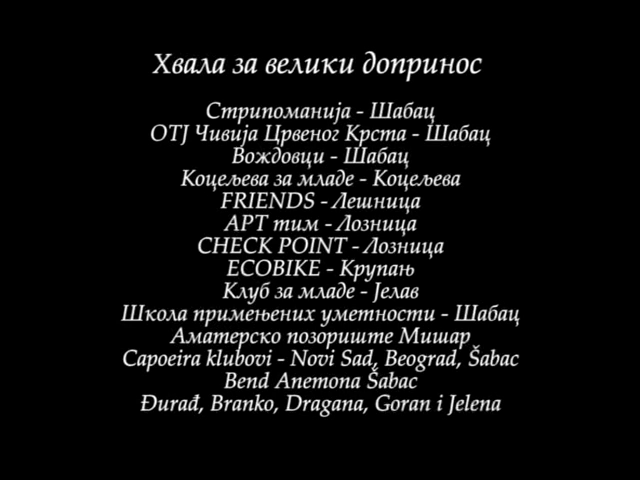 Хвала за велики допринос
Стрипоманија - Шабац
ОТЈ Чивија Црвеног Крста - Шабац
Вождовци - Шабац
Коцељева за младе - Коцељева
FRIENDS - Лешница
АРТ тим - Лозница
CHECK POINT - Лозница
ECOBIKE - Крупањ
Клуб за младе - Јелав
Школа примењених уметности - Шабац
Аматерско позориште Мишар
Capoeira klubovi - Novi Sad, Beograd, Šabac
Bend Anemona Šabac
Đurađ, Branko, Dragana, Goran i Jelena